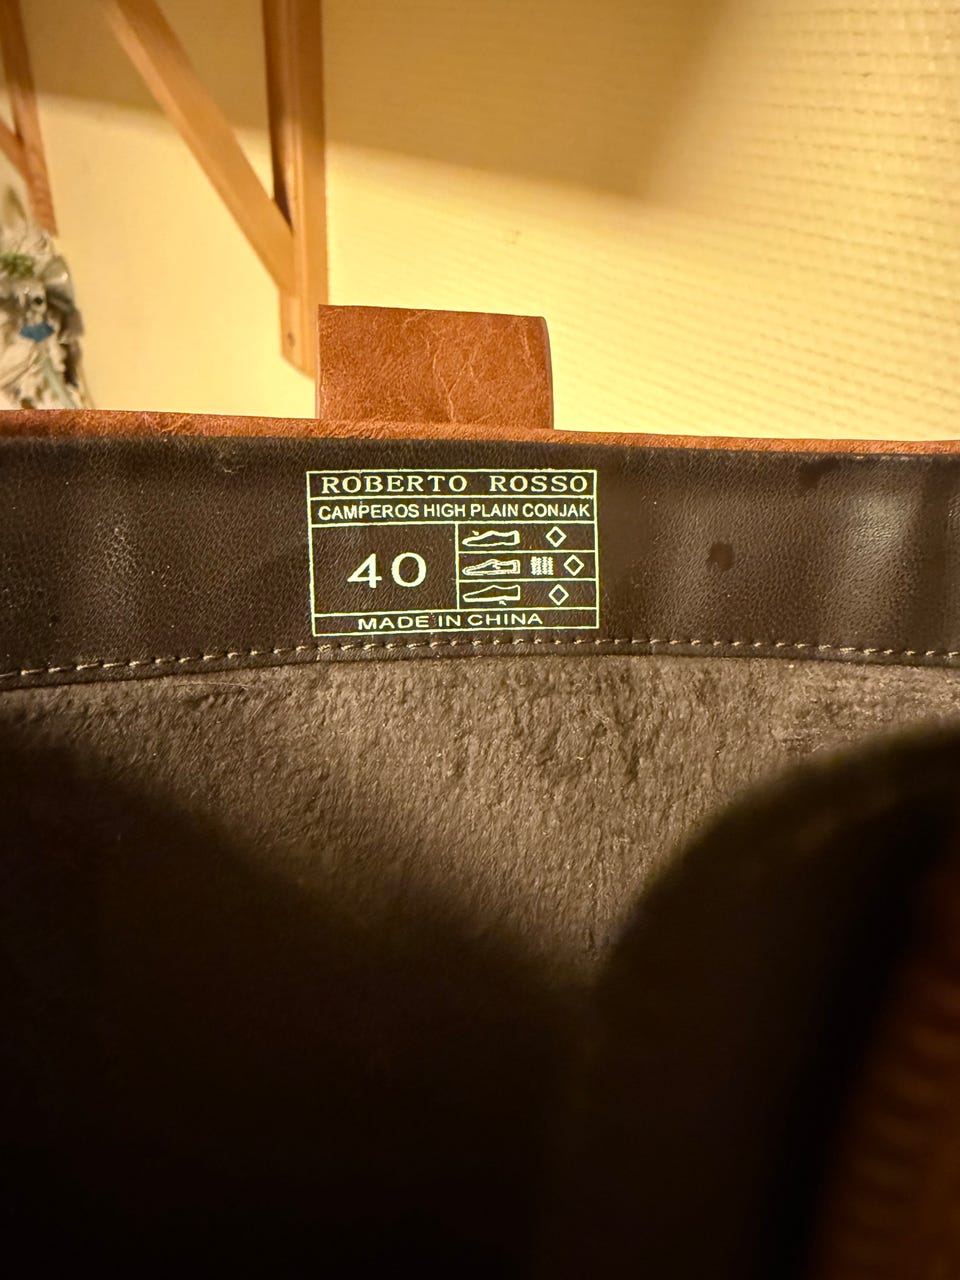 ROBERTO ROSSO
CAMPEROS HIGH PLAIN CONJAK
40
MADE IN CHINA